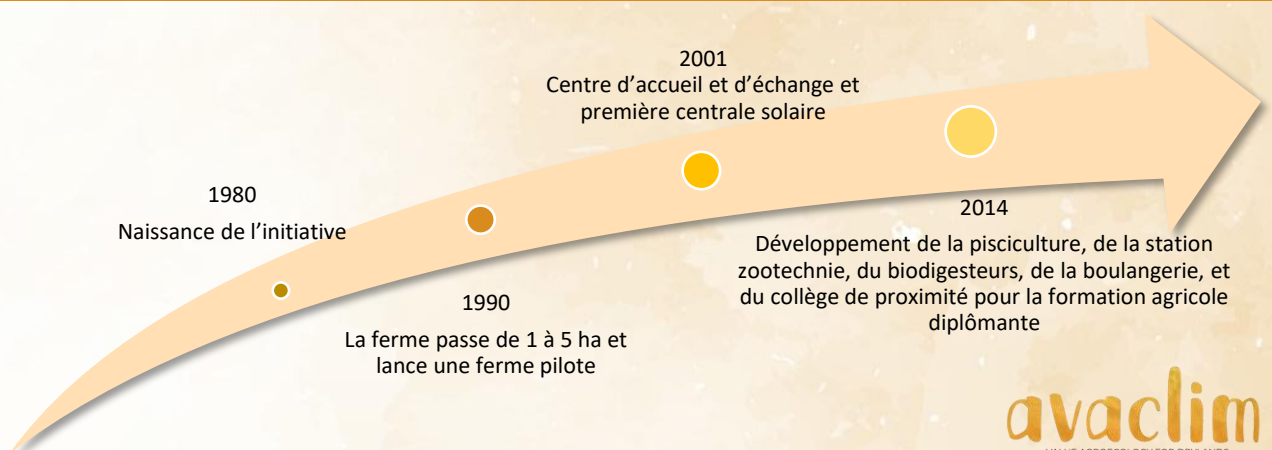 1980
Naissance de l'initiative
1990
La ferme passe de 1 à 5 ha et
lance une ferme pilote
2001
Centre d'accueil et d'échange et
première centrale solaire
2014
Développement de la pisciculture, de la station
zootechnie, du biodigesteurs, de la boulangerie, et
du collège de proximité pour la formation agricole
diplômante
avaclim